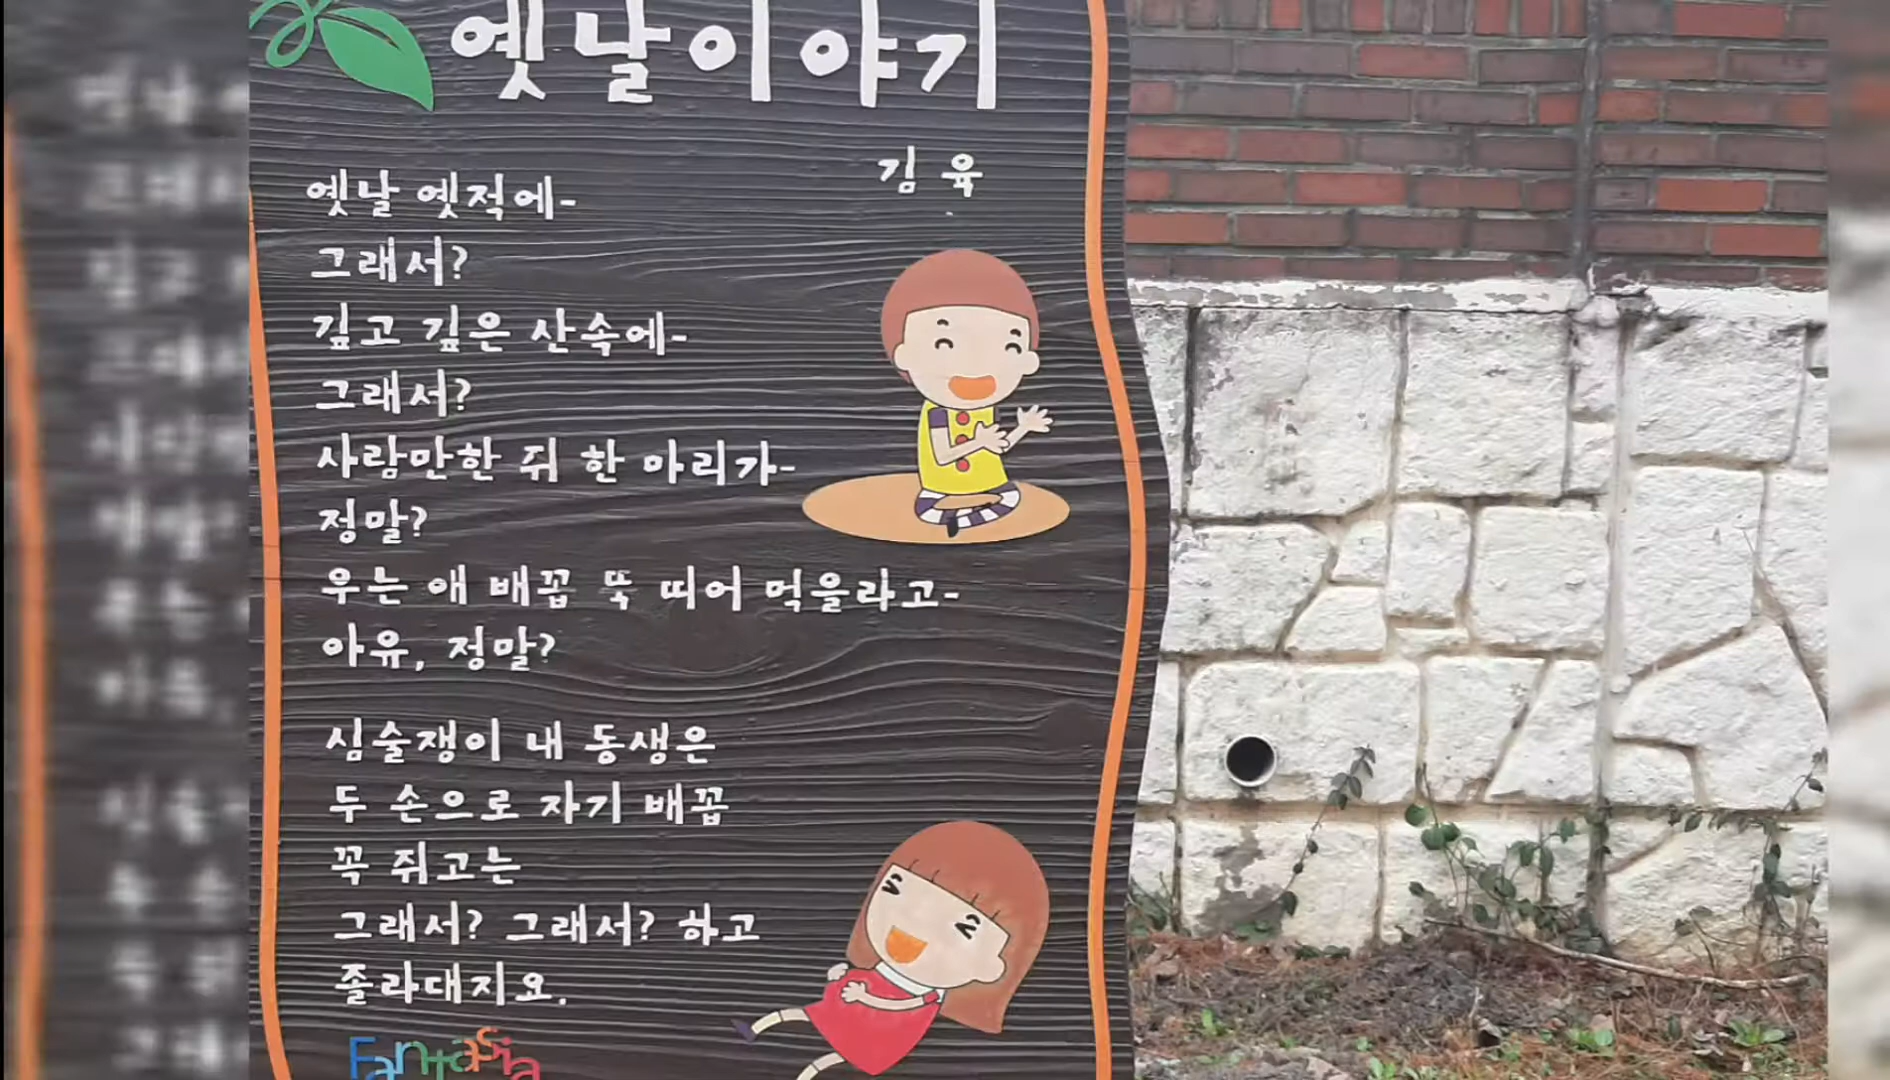 옛날이야기
김 육
옛날 옛적에-
그래서?
깊고 깊은 산속에-
그래서?
사람만한 쥐 한 마리가-
정말?
우는 애 배꼽 뚝 띠어 먹을라고-
아유, 정말?
심술쟁이 내 동생은
두 손으로 자기 배꼽
꼭 쥐고는
그래서? 그래서? 하고
졸라대지요.
Fantasia